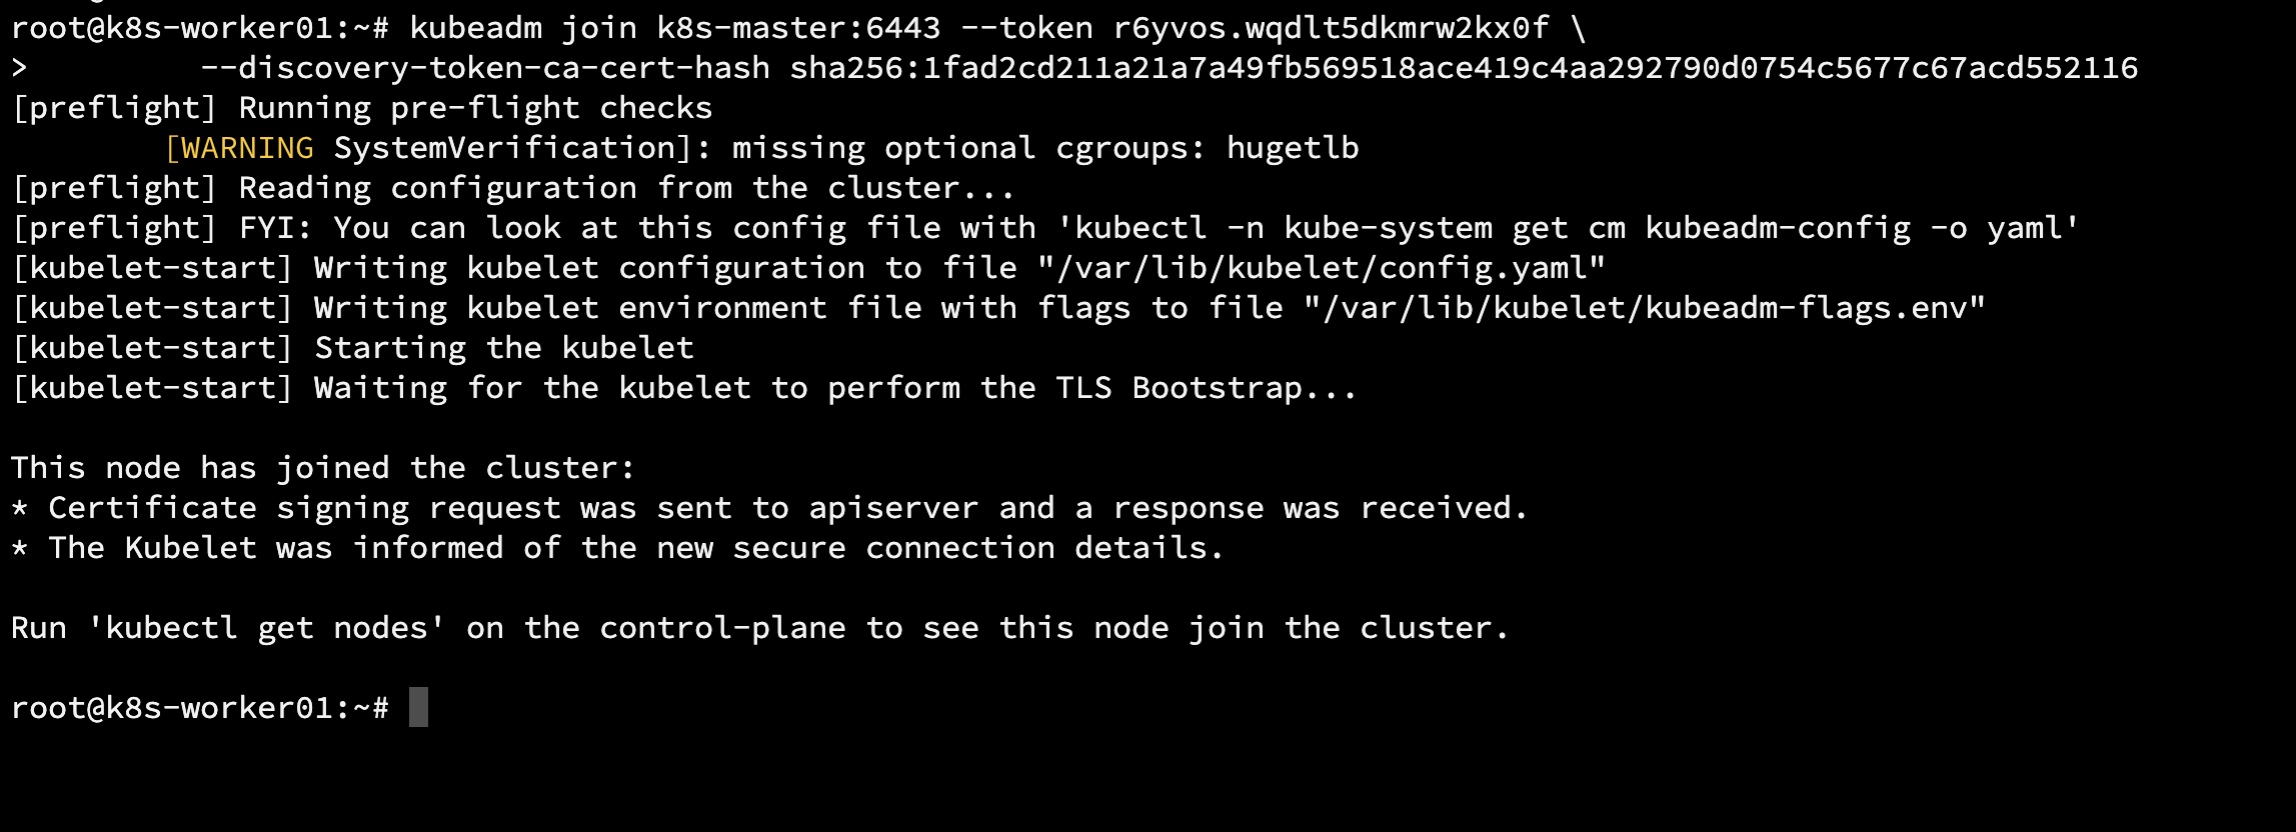 root@k8s-worker01:~# kubeadm join k8s-master:6443 --token r6yvos.wqdlt5dkmrw2kx0f \
>         --discovery-token-ca-cert-hash sha256:1fad2cd211a21a7a49fb569518ace419c4aa292790d0754c5677c67acd552116
[preflight] Running pre-flight checks
        [WARNING SystemVerification]: missing optional cgroups: hugetlb
[preflight] Reading configuration from the cluster...
[preflight] FYI: You can look at this config file with 'kubectl -n kube-system get cm kubeadm-config -o yaml'
[kubelet-start] Writing kubelet configuration to file "/var/lib/kubelet/config.yaml"
[kubelet-start] Writing kubelet environment file with flags to file "/var/lib/kubelet/kubeadm-flags.env"
[kubelet-start] Starting the kubelet
[kubelet-start] Waiting for the kubelet to perform the TLS Bootstrap...

This node has joined the cluster:
* Certificate signing request was sent to apiserver and a response was received.
* The Kubelet was informed of the new secure connection details.

Run 'kubectl get nodes' on the control-plane to see this node join the cluster.

root@k8s-worker01:~#